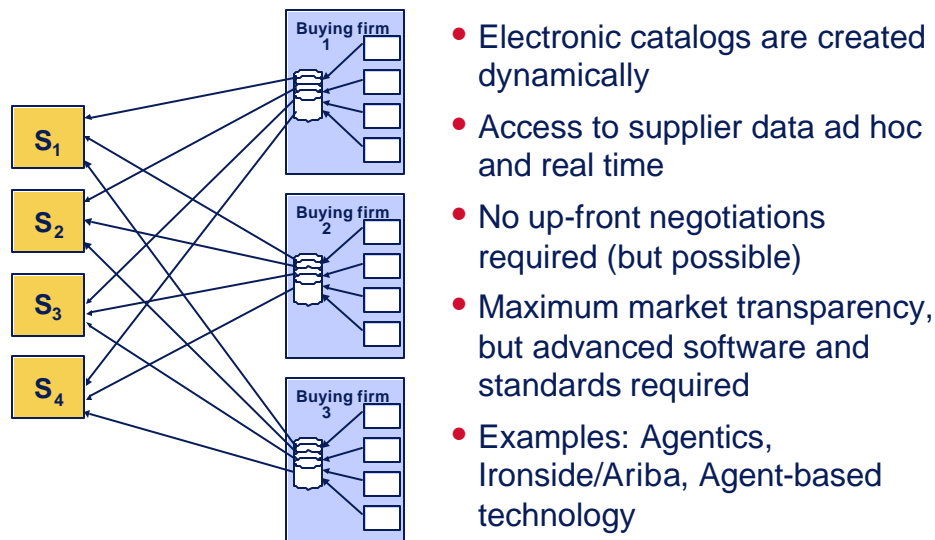 S1
S2
S3
S4
Buying firm
1
Buying firm
2
Buying firm
3
• Electronic catalogs are created
dynamically
• Access to supplier data ad hoc
and real time
• No up-front negotiations
required (but possible)
• Maximum market transparency,
but advanced software and
standards required
• Examples: Agentics,
Ironside/Ariba, Agent-based
technology